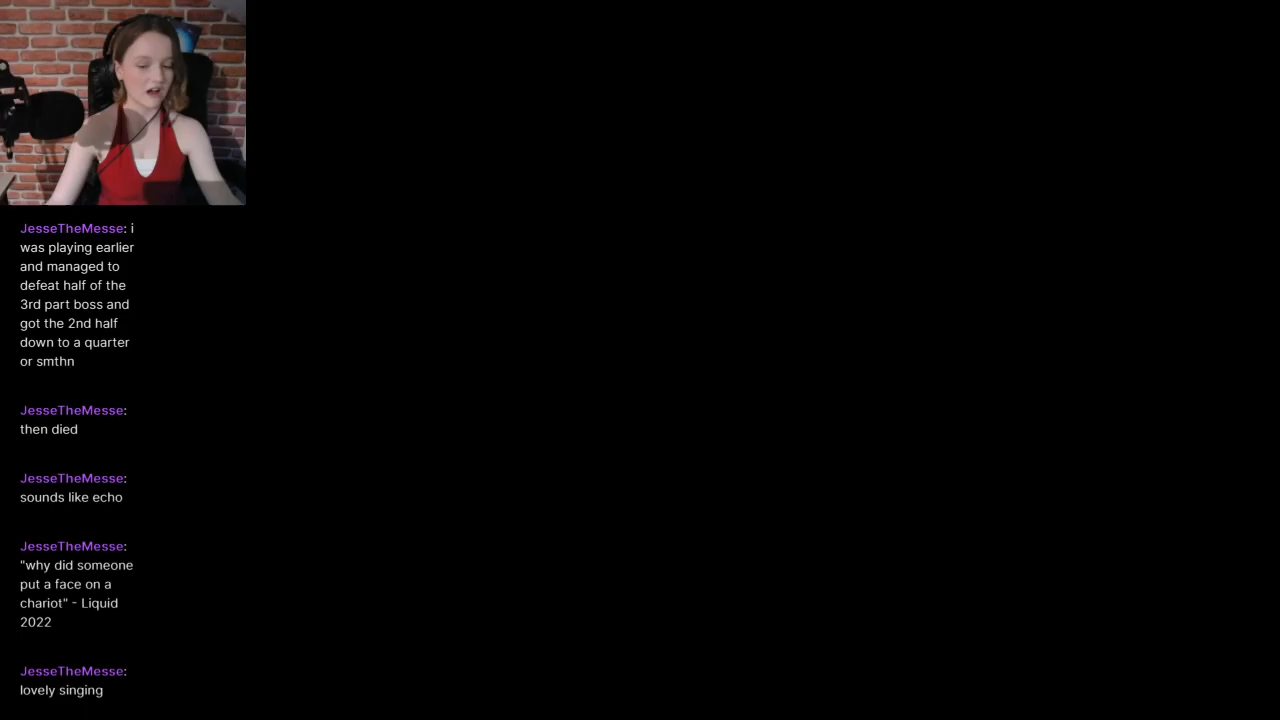 JesseTheMesse: i
was playing earlier
and managed to
defeat half of the
3rd part boss and
got the 2nd half
down to a quarter
or smthn
JesseTheMesse:
then died
JesseTheMesse:
sounds like echo
JesseTheMesse:
"why did someone
put a face on a
chariot" - Liquid
2022
JesseTheMesse:
lovely singing